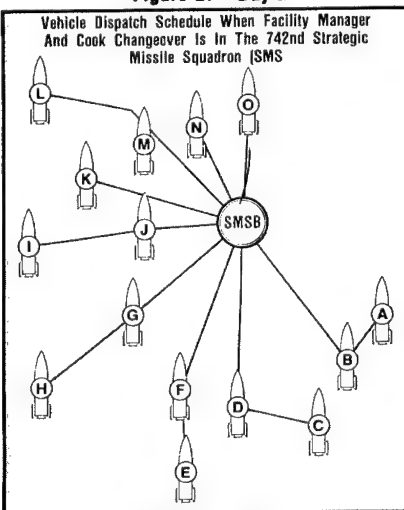 Vehicle Dispatch Schedule When Facility Manager
And Cook Changeover Is In The 742nd Strategic
Missile Squadron (SMS
L
O
N
M
K
SMSB
J
I
A
G
B
H
F
D
C
E